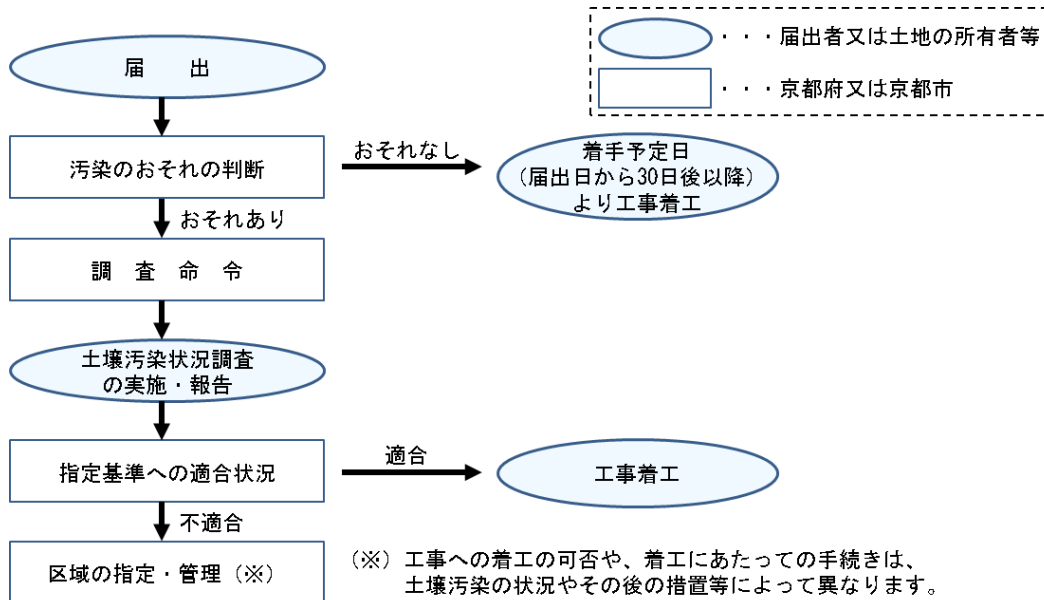 届　出
・・・届出者又は土地の所有者等
・・・京都府又は京都市
汚染のおそれの判断
おそれなし
着手予定日
(届出日から30日後以降)
より工事着工
おそれあり
調　査　命　令
土壌汚染状況調査
の実施・報告
指定基準への適合状況
適合
工事着工
不適合
区域の指定・管理（※）
（※）工事への着工の可否や、着工にあたっての手続きは、
土壌汚染の状況やその後の措置等によって異なります。